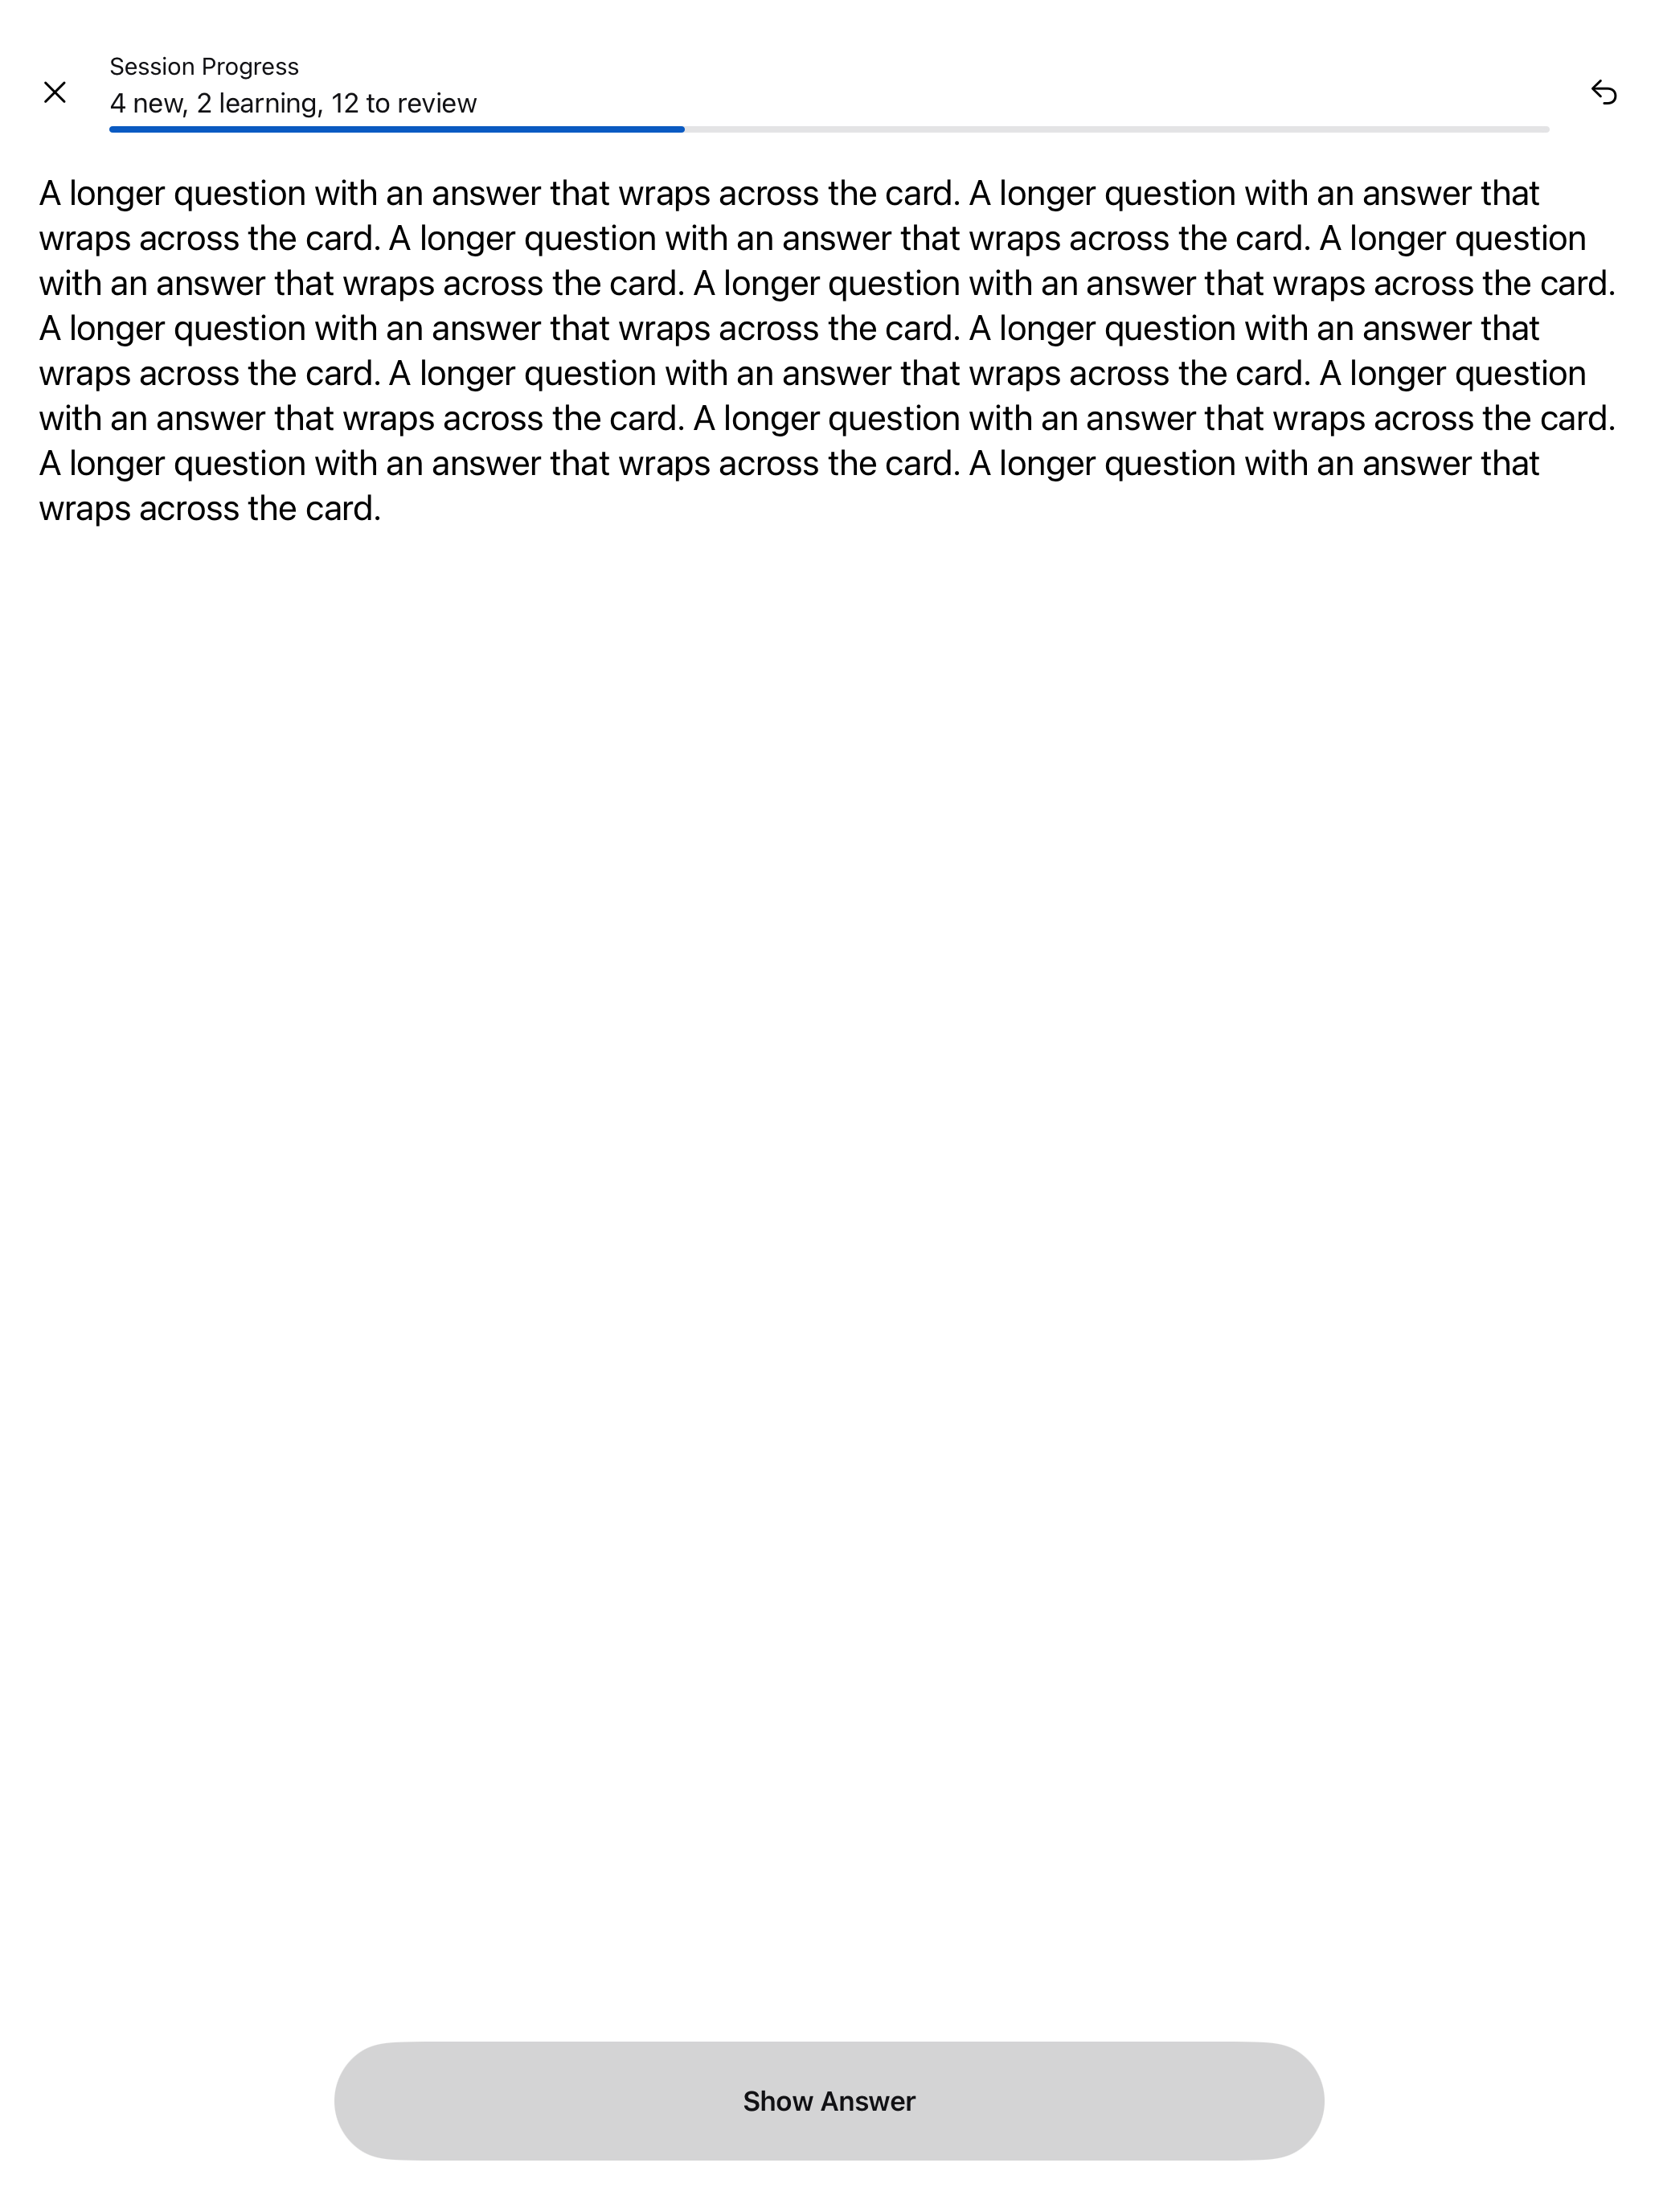 Session Progress
4 new, 2 learning, 12 to review
A longer question with an answer that wraps across the card. A longer question with an answer that
wraps across the card. A longer question with an answer that wraps across the card. A longer question
with an answer that wraps across the card. A longer question with an answer that wraps across the card.
A longer question with an answer that wraps across the card. A longer question with an answer that
wraps across the card. A longer question with an answer that wraps across the card. A longer question
with an answer that wraps across the card. A longer question with an answer that wraps across the card.
A longer question with an answer that wraps across the card. A longer question with an answer that
wraps across the card.
Show Answer